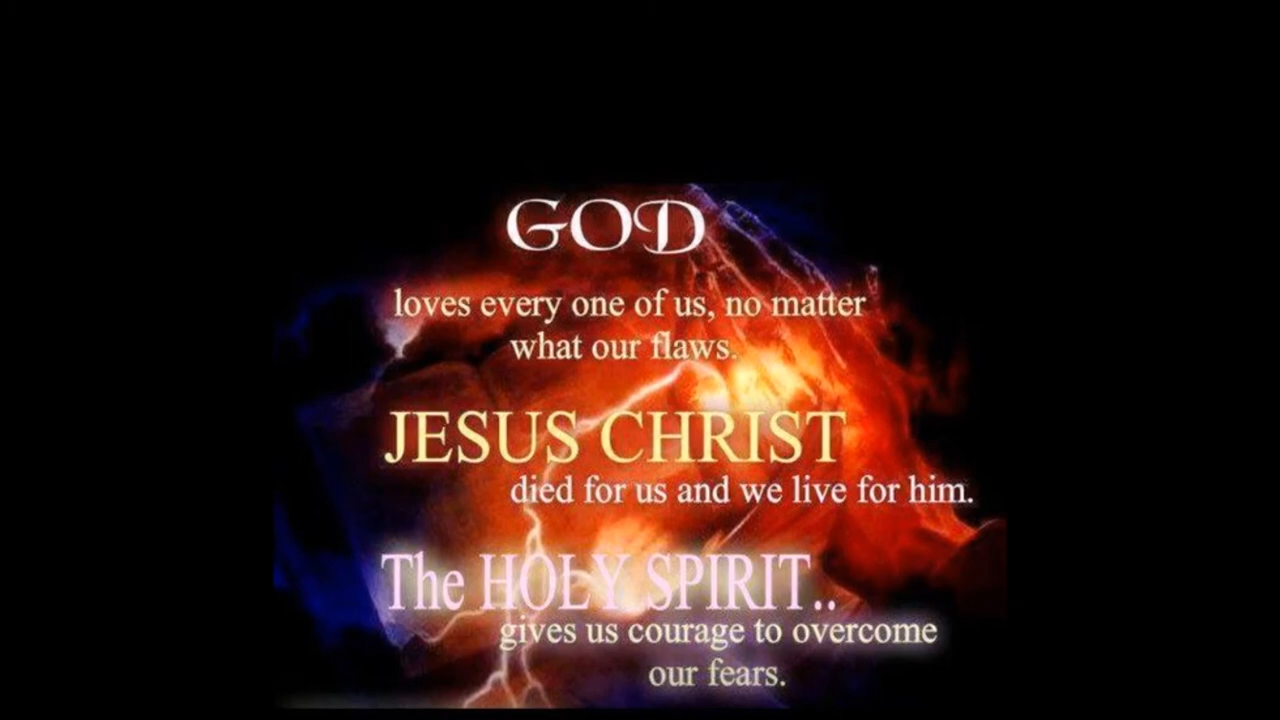 GOD
loves every one of us, no matter
what our flaws.
JESUS CHRIST
died for us and we live for him.
The HOLY SPIRIT..
gives us courage to overcome
our fears.